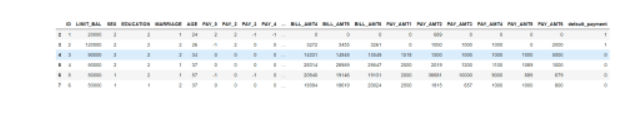 ID LIMIT_BAL SEX EDUCATION MARRIAGE AGE PAY_0 PAY_2 PAY_4 ... BILL_AMT4 BILL_AMT5 BILL_AMT6 PAY_AMT1 PAY_AMT2 PAY_AMT3 PAY_AMT4 PAY_AMT5 PAY_AMT6 default_payment
2 1 20000 2 2 1 24 2 2 -1 -1 ... 0 0 0 0 689 0 0 0 0 1
3 2 120000 2 2 2 26 -1 2 0 0 ... 3272 3455 3261 0 1000 1000 1000 0 2000 1
4 3 90000 2 2 2 0 0 0 0 ... 14331 14948 15549 1518 1500 1000 1000 1000 5000 0
5 4 50000 2 2 1 37 0 0 0 0 ... 28314 28959 29547 2000 2019 1200 1100 1069 1000 0
6 5 50000 1 2 1 57 -1 0 -1 0 ... 20940 19146 19131 2000 36681 10000 9000 689 679 0
7 6 50000 1 1 2 37 0 0 0 0 ... 19394 19619 20024 2500 1815 657 1000 1000 800 0